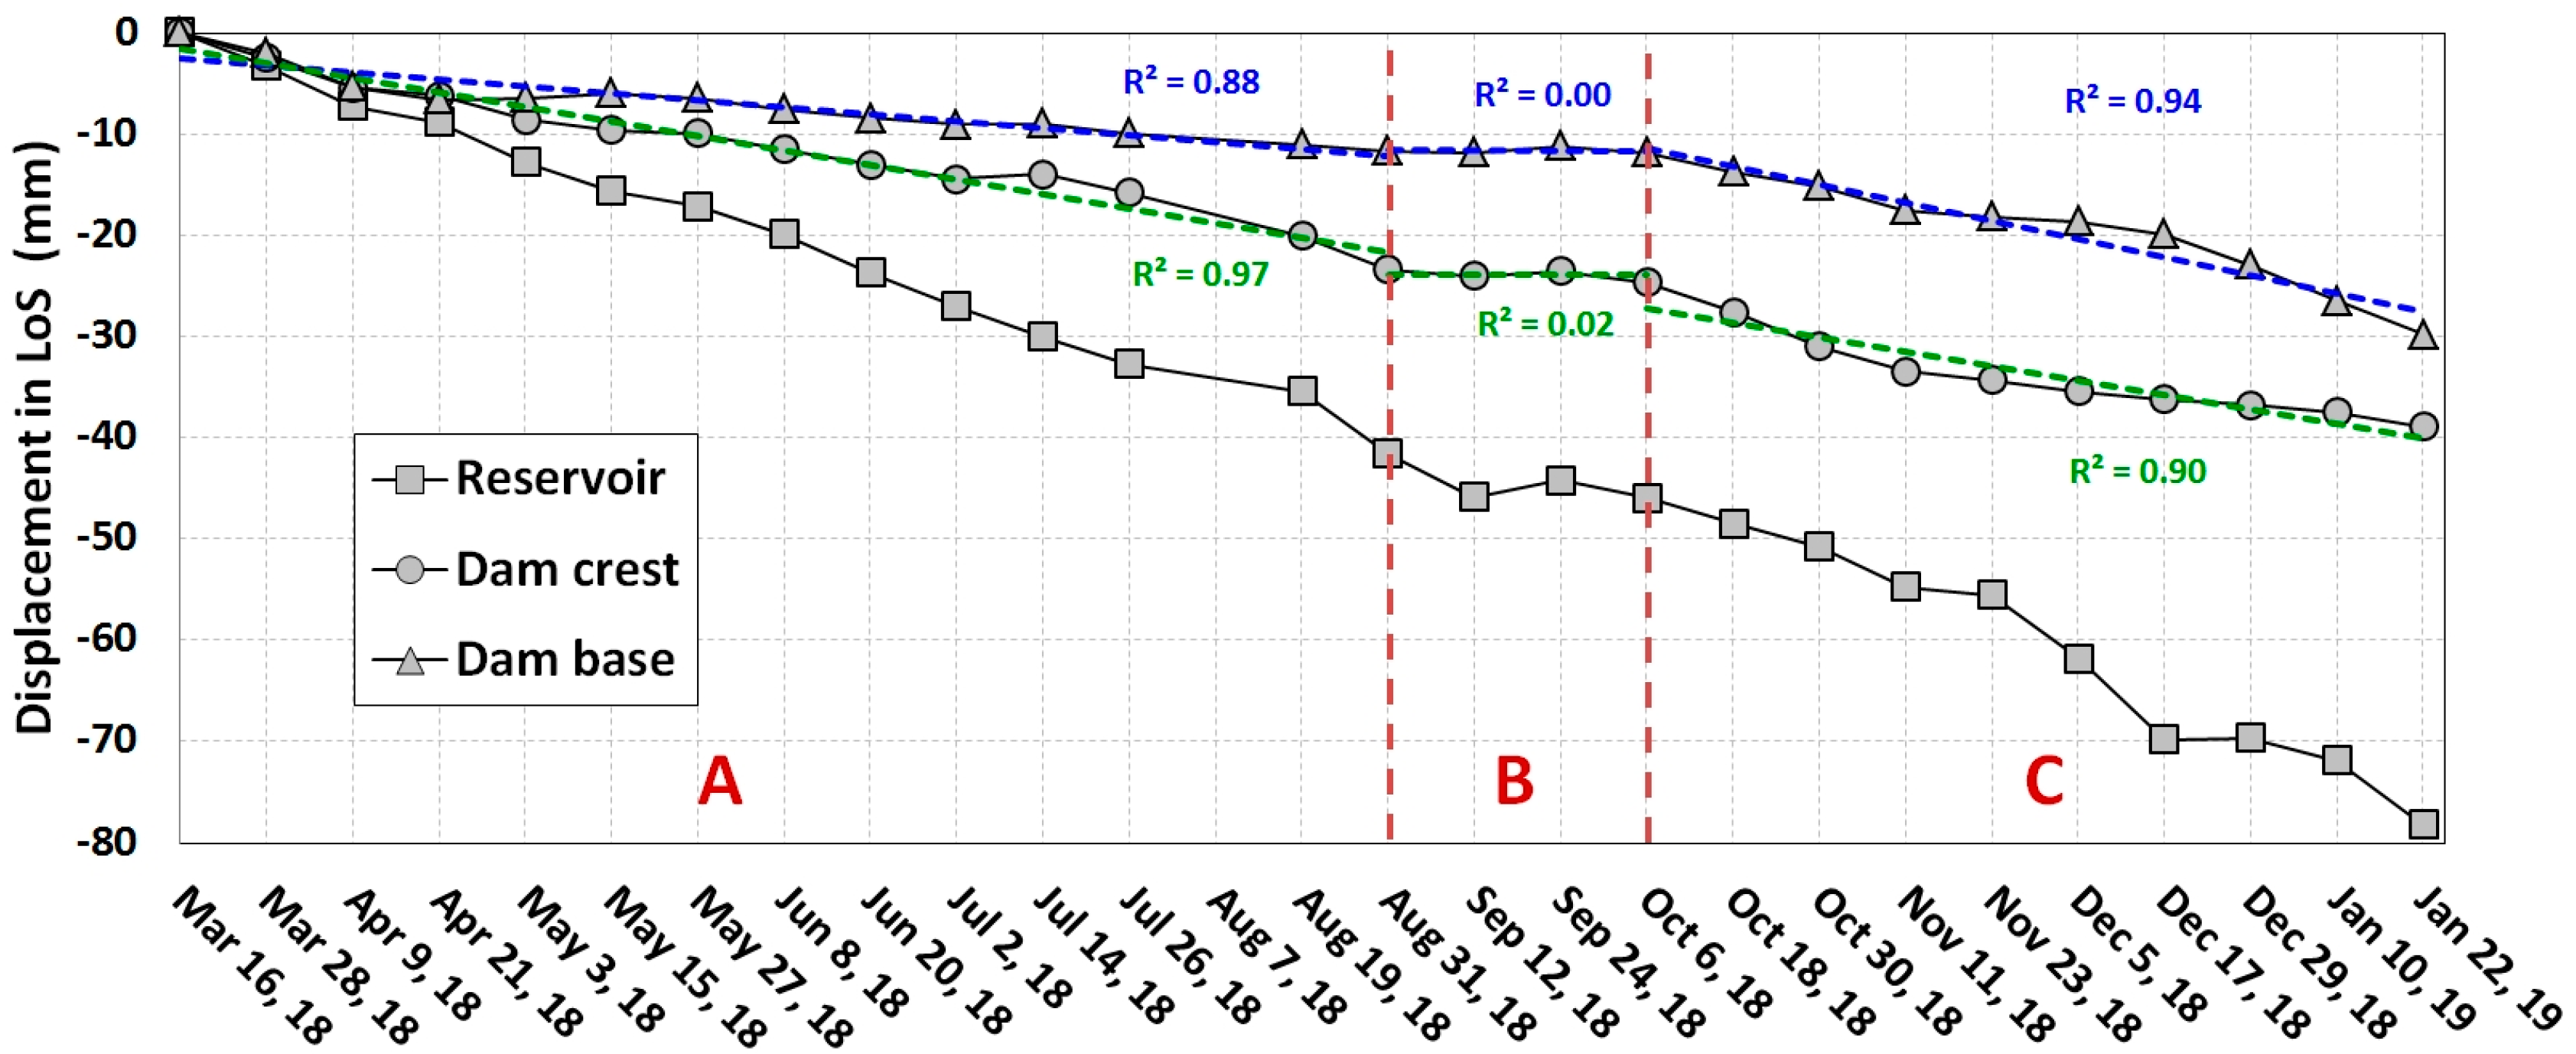 Displacement in LoS (mm)
0
-10
-20
-30
-40
-50
-60
-70
-80
R² = 0.88
R² = 0.00
R² = 0.94
R² = 0.97
R² = 0.02
R² = 0.90
Reservoir
Dam crest
Dam base
A
B
C
Mar 16, 18
Mar 28, 18
Apr 9, 18
Apr 21, 18
May 3, 18
May 15, 18
May 27, 18
Jun 8, 18
Jun 20, 18
Jul 2, 18
Jul 14, 18
Jul 26, 18
Aug 7, 18
Aug 19, 18
Aug 31, 18
Sep 12, 18
Sep 24, 18
Oct 6, 18
Oct 18, 18
Oct 30, 18
Nov 11, 18
Nov 23, 18
Dec 5, 18
Dec 17, 18
Dec 29, 18
Jan 10, 19
Jan 22, 19